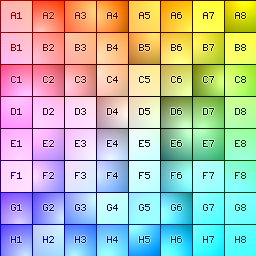 A1 A2 A3 A4 A5 A6 A7 A8
B1 B2 B3 B4 B5 B6 B7 B8
C1 C2 C3 C4 C5 C6 C7 C8
D1 D2 D3 D4 D5 D6 D7 D8
E1 E2 E3 E4 E5 E6 E7 E8
F1 F2 F3 F4 F5 F6 F7 F8
G1 G2 G3 G4 G5 G6 G7 G8
H1 H2 H3 H4 H5 H6 H7 H8